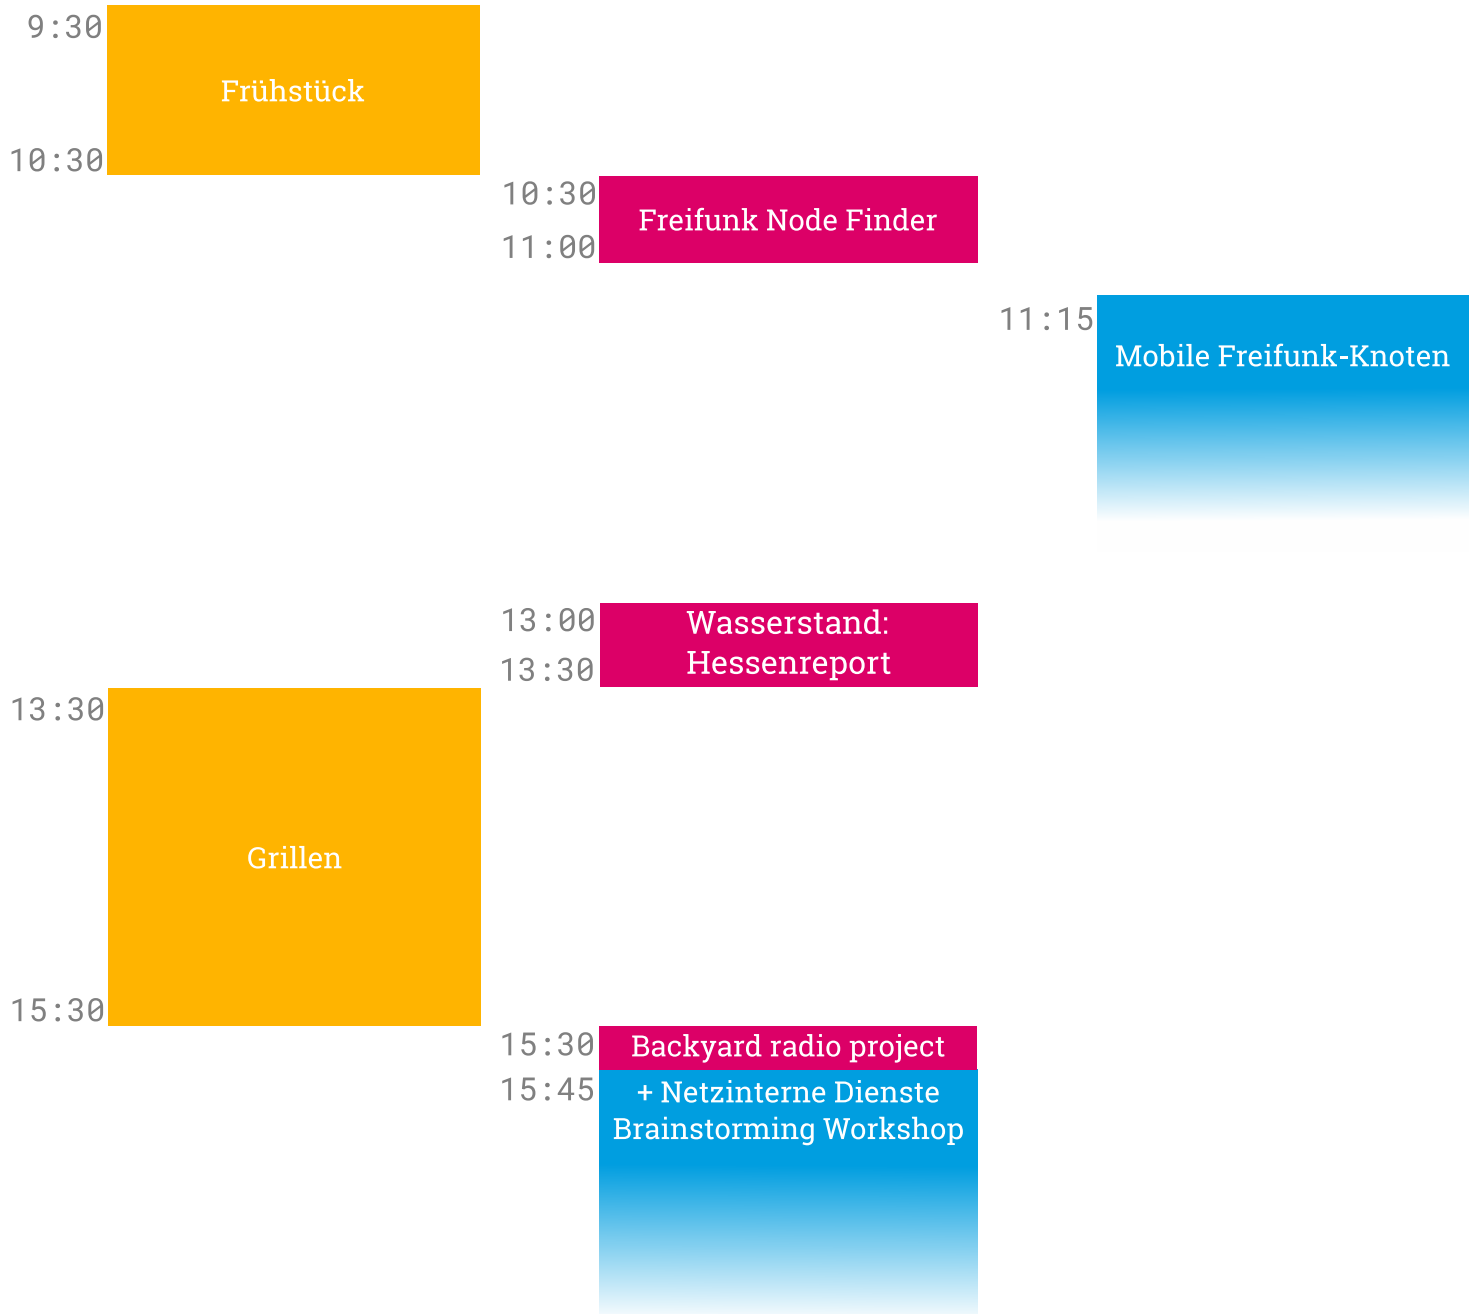 9:30
Frühstück
10:30
10:30
Freifunk Node Finder
11:00
11:15
Mobile Freifunk-Knoten
13:00
Wasserstand:
Hessenreport
13:30
13:30
Grillen
15:30
15:30
Backyard radio project
15:45
+ Netzinterne Dienste
Brainstorming Workshop